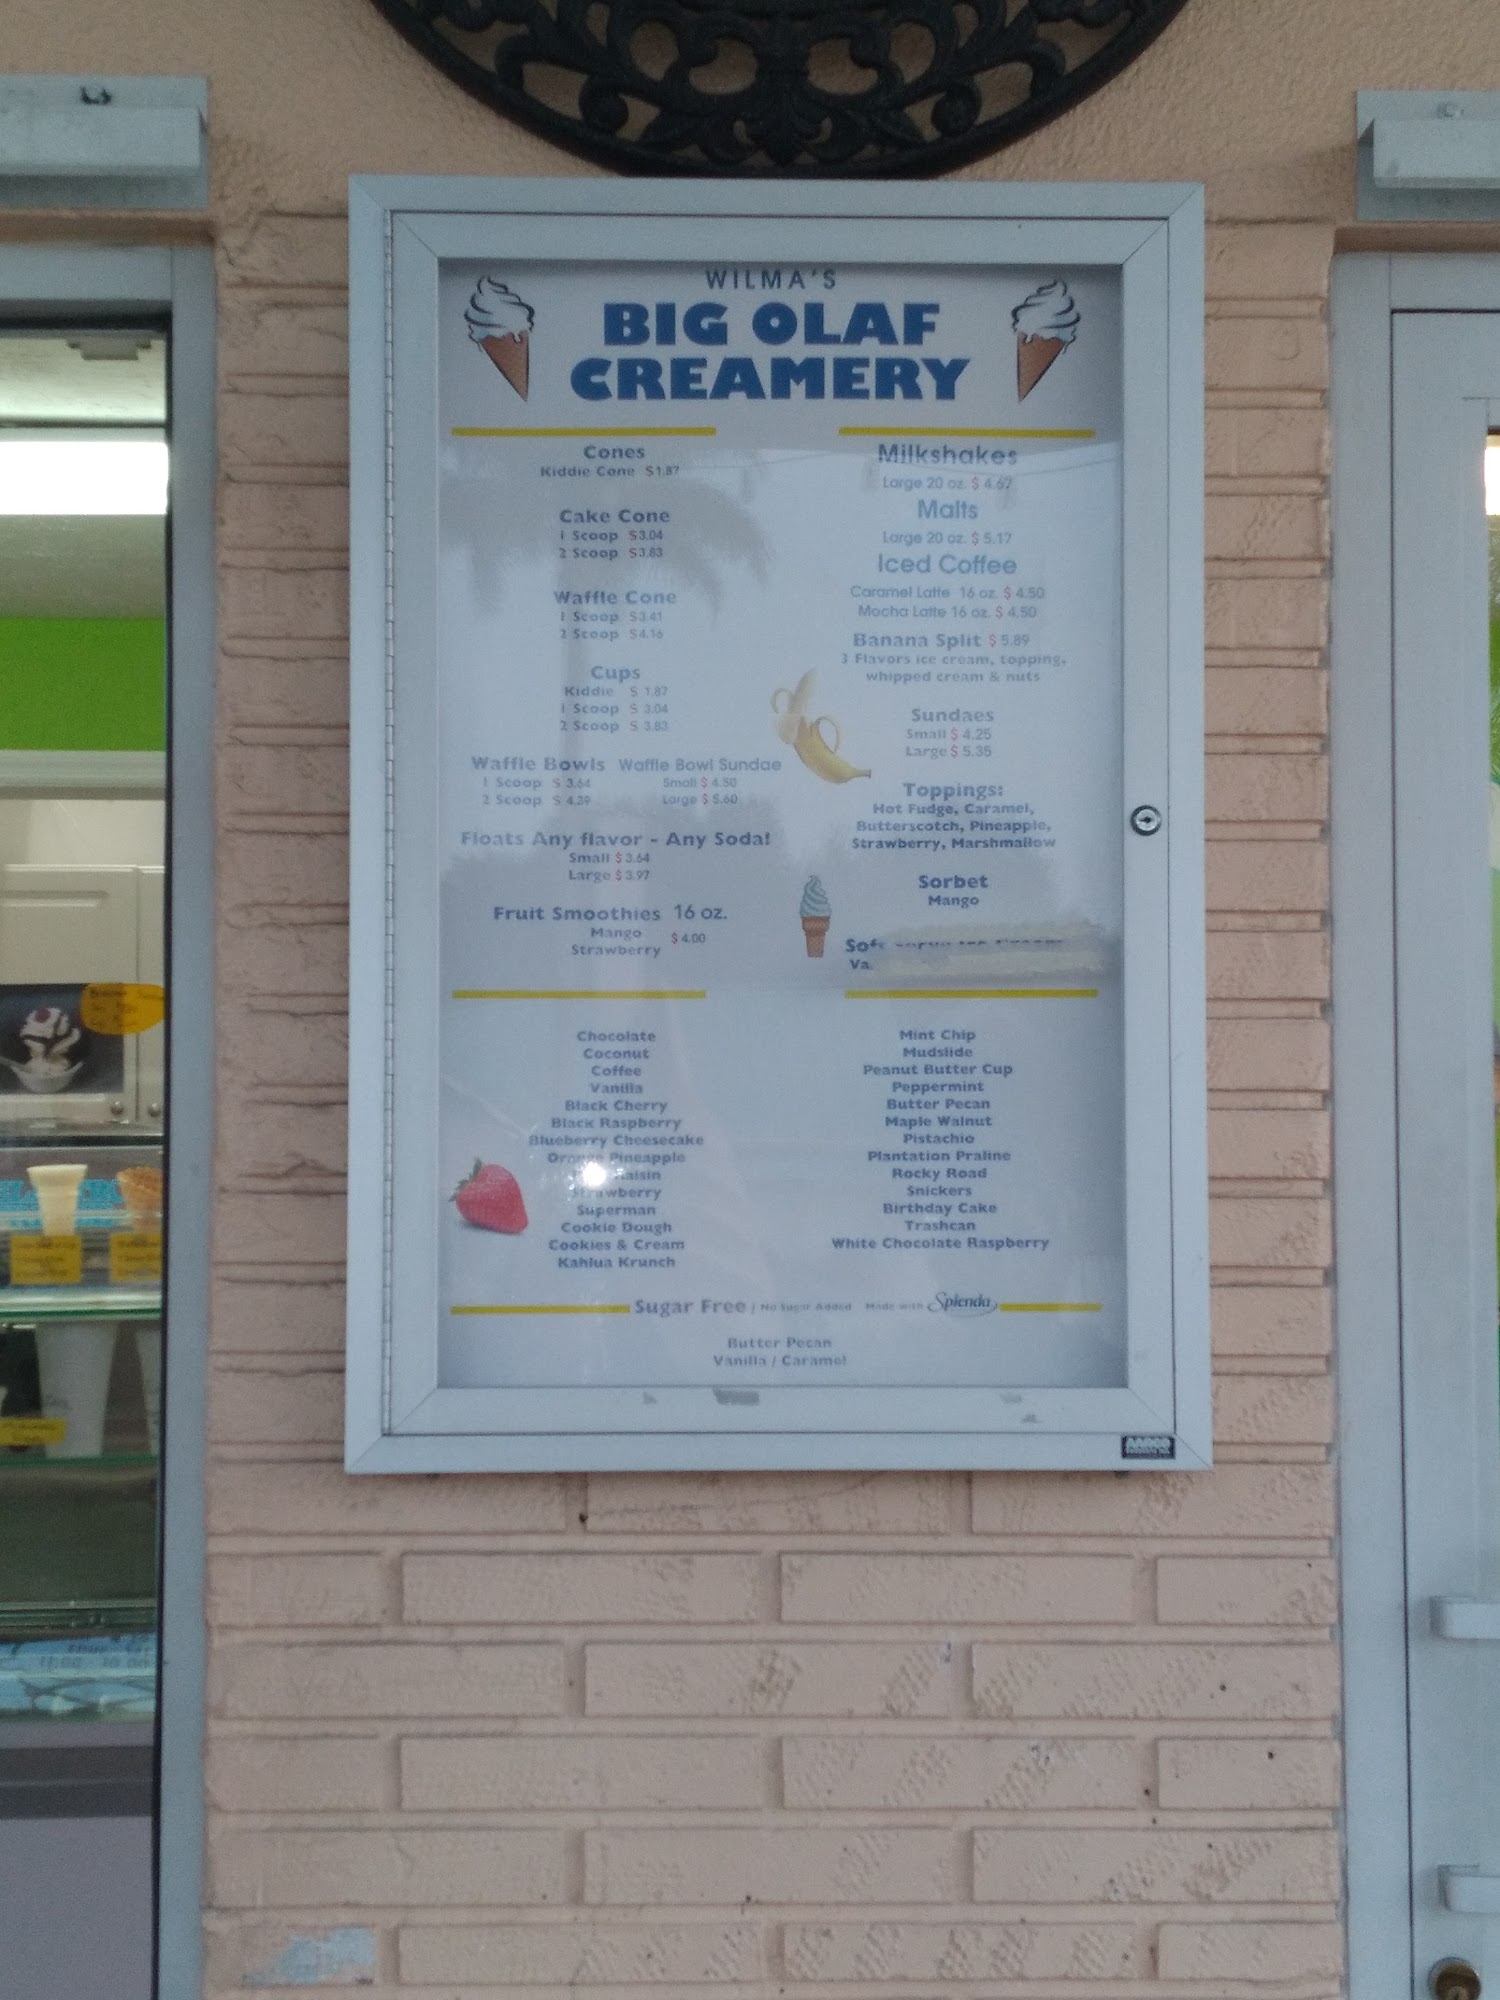 WILMA'S
BIG OLAF
CREAMERY
Cones
Kiddie Cone $1.87
Cake Cone
1 Scoop $3.04
2 Scoop $3.83
Waffle Cone
1 Scoop $3.41
2 Scoop $4.16
Cups
Kiddie $ 1.87
1 Scoop $ 3.04
2 Scoop $ 3.83
Waffle Bowls
1 Scoop $ 3.64
2 Scoop $ 4.39
Waffle Bowl Sundae
Small $ 4.50
Large $ 5.60
Floats Any flavor - Any Soda!
Small $ 3.64
Large $ 3.97
Fruit Smoothies 16 oz.
Mango
Strawberry
$ 4.00
Milkshakes
Large 20 oz. $ 4.67
Malts
Large 20 oz. $ 5.17
Iced Coffee
Caramel Latte 16 oz. $ 4.50
Mocha Latte 16 oz. $ 4.50
Banana Split $ 5.89
3 Flavors ice cream, topping,
whipped cream & nuts
Sundaes
Small $ 4.25
Large $ 5.35
Toppings:
Hot Fudge, Caramel,
Butterscotch, Pineapple,
Strawberry, Marshmallow
Sorbet
Mango
Chocolate
Coconut
Coffee
Vanilla
Black Cherry
Black Raspberry
Blueberry Cheesecake
Orange Pineapple
Raisin
Strawberry
Superman
Cookie Dough
Cookies & Cream
Kahlua Krunch
Mint Chip
Mudslide
Peanut Butter Cup
Peppermint
Butter Pecan
Maple Walnut
Pistachio
Plantation Praline
Rocky Road
Snickers
Birthday Cake
Trashcan
White Chocolate Raspberry
Sugar Free / No Sugar Added Made with Splenda
Butter Pecan
Vanilla / Caramel